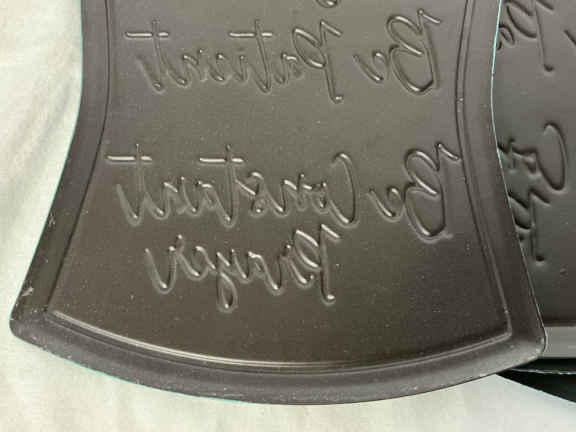 Be Patient
Be Constant
Prayer